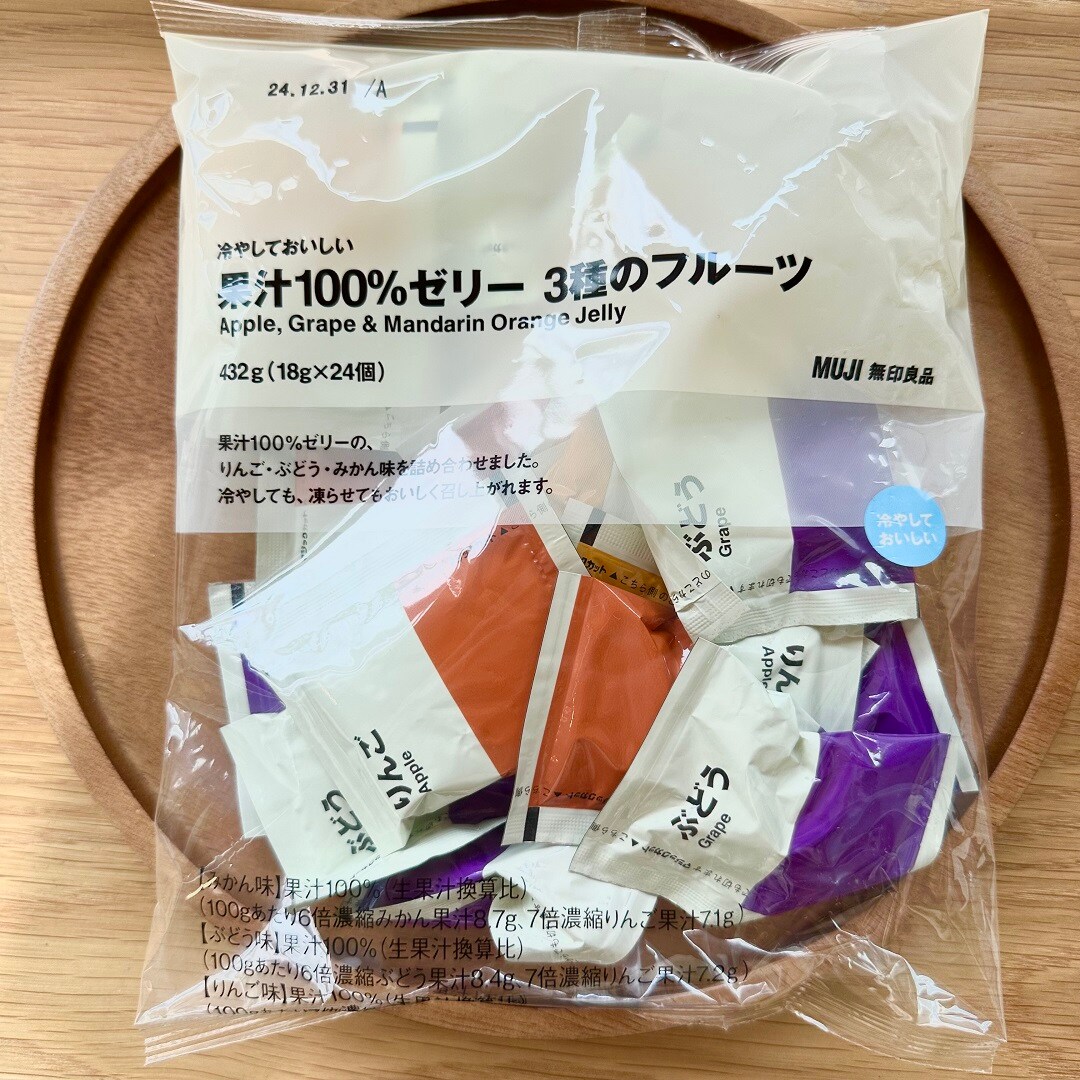 24.12.31 /A
冷やしておいしい
果汁100%ゼリー 3種のフルーツ
Apple, Grape & Mandarin Orange Jelly
432g(18g×24個)
MUJI 無印良品
果汁100%ゼリーの、
りんご・ぶどう・みかん味を詰め合わせました。
冷やしても、凍らせてもおいしく召し上がれます。
冷やして
おいしい
ぶどう
Grape
りんご
Apple
りんご
Apple
ぶどう
Grape
ぶどう
【みかん味】果汁100%(生果汁換算比)
(100gあたり6倍濃縮みかん果汁8.7g、7倍濃縮りんご果汁7.1g)
【ぶどう味】果汁100%(生果汁換算比)
(100gあたり6倍濃縮ぶどう果汁8.4g、7倍濃縮りんご果汁7.2g)
【りんご味】果汁100%(生果汁換算比)